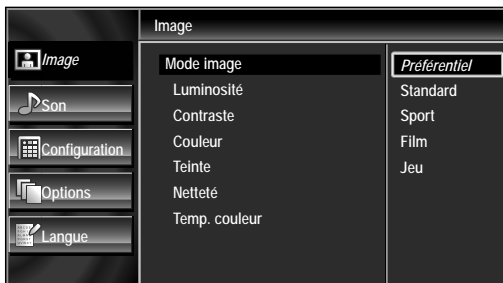 Image
Image
Son
Configuration
Options
Langue
Mode image
Luminosité
Contraste
Couleur
Teinte
Netteté
Temp. couleur
Préférentiel
Standard
Sport
Film
Jeu